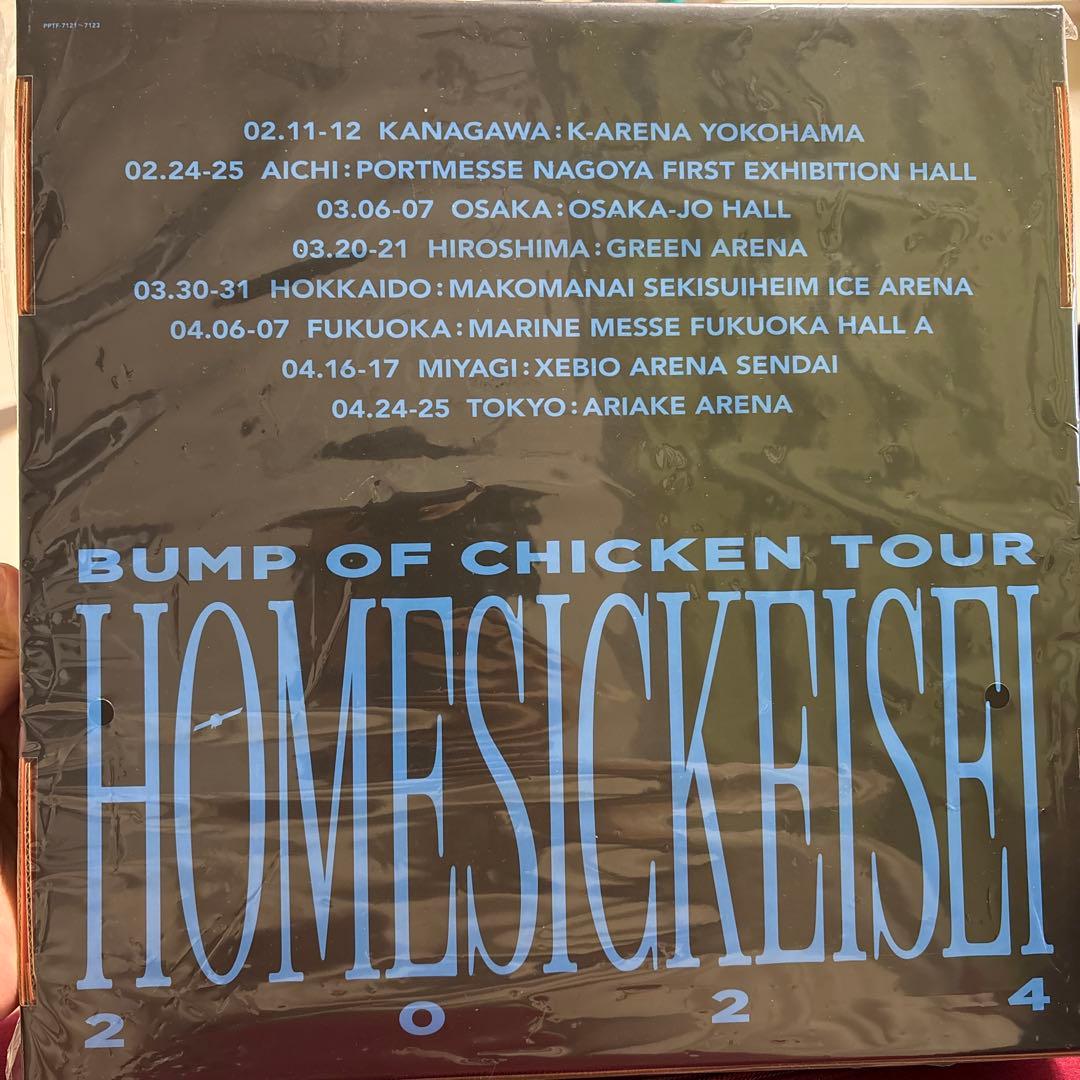 PPTF-7121~7123
02.11-12 KANAGAWA:K-ARENA YOKOHAMA
02.24-25 AICHI:PORTMESSE NAGOYA FIRST EXHIBITION HALL
03.06-07 OSAKA:OSAKA-JO HALL
03.20-21 HIROSHIMA:GREEN ARENA
03.30-31 HOKKAIDO:MAKOMANAI SEKISUIHEIM ICE ARENA
04.06-07 FUKUOKA:MARINE MESSE FUKUOKA HALL A
04.16-17 MIYAGI:XEBIO ARENA SENDAI
04.24-25 TOKYO:ARIAKE ARENA
BUMP OF CHICKEN TOUR
HOMESICKEISEI
2024